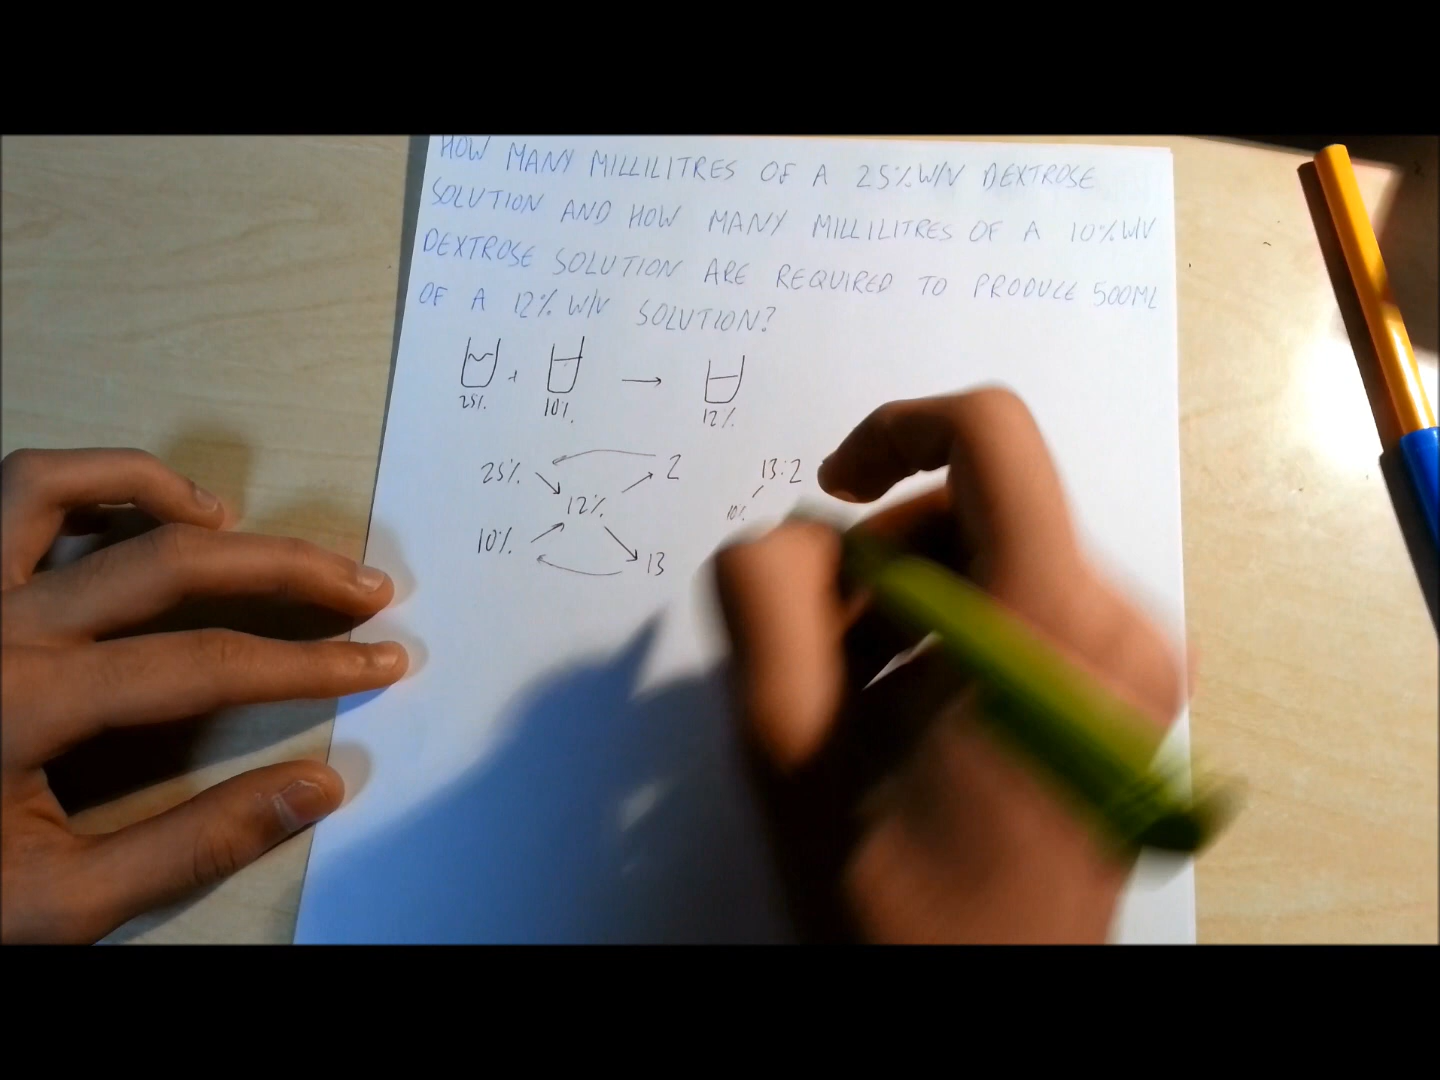 HOW MANY MILLILITRES OF A 25% W/V DEXTROSE
SOLUTION AND HOW MANY MILLILITRES OF A 10% W/V
DEXTROSE SOLUTION ARE REQUIRED TO PRODUCE 500ML
OF A 12% W/V SOLUTION?
+ →
25% 10% 12%
25% 2 13:2
12% 10%
10% 13